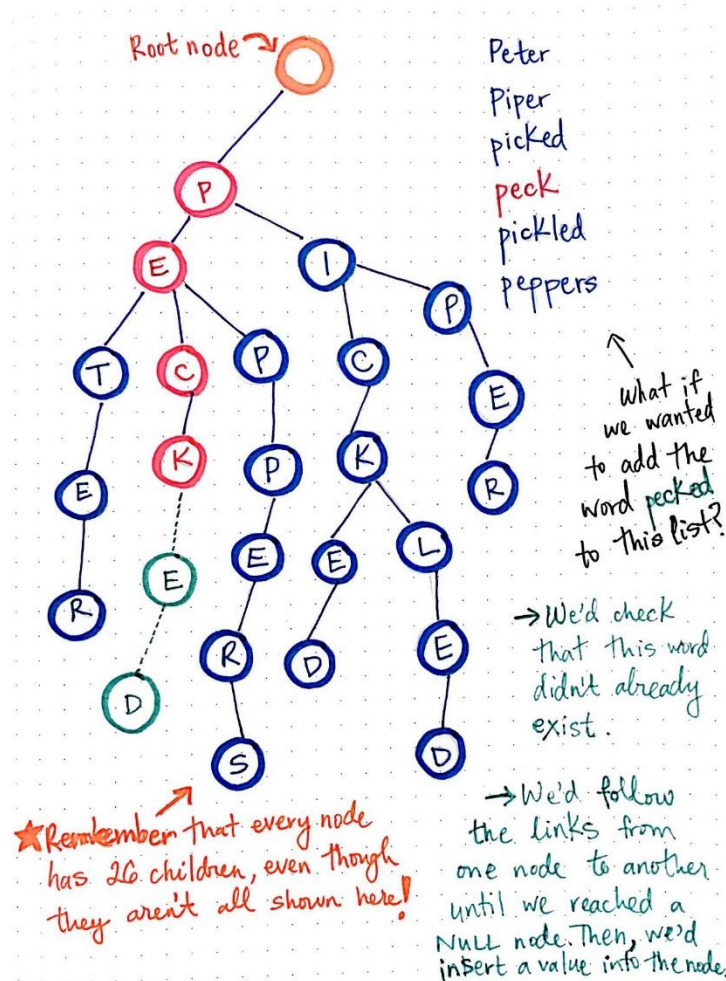 Root node
Peter
Piper
picked
peck
pickled
peppers
P
E
I
P
T
C
P
C
E
E
K
P
K
R
R
E
E
E
L
D
R
D
E
S
D
What if
we wanted
to add the
word pecked
to this list?
→ We'd check
that this word
didn't already
exist.
→ We'd follow
the links from
one node to another
until we reached a
NULL node. Then, we'd
insert a value into the node.
★ Remember that every node
has 26 children, even though
they aren't all shown here!